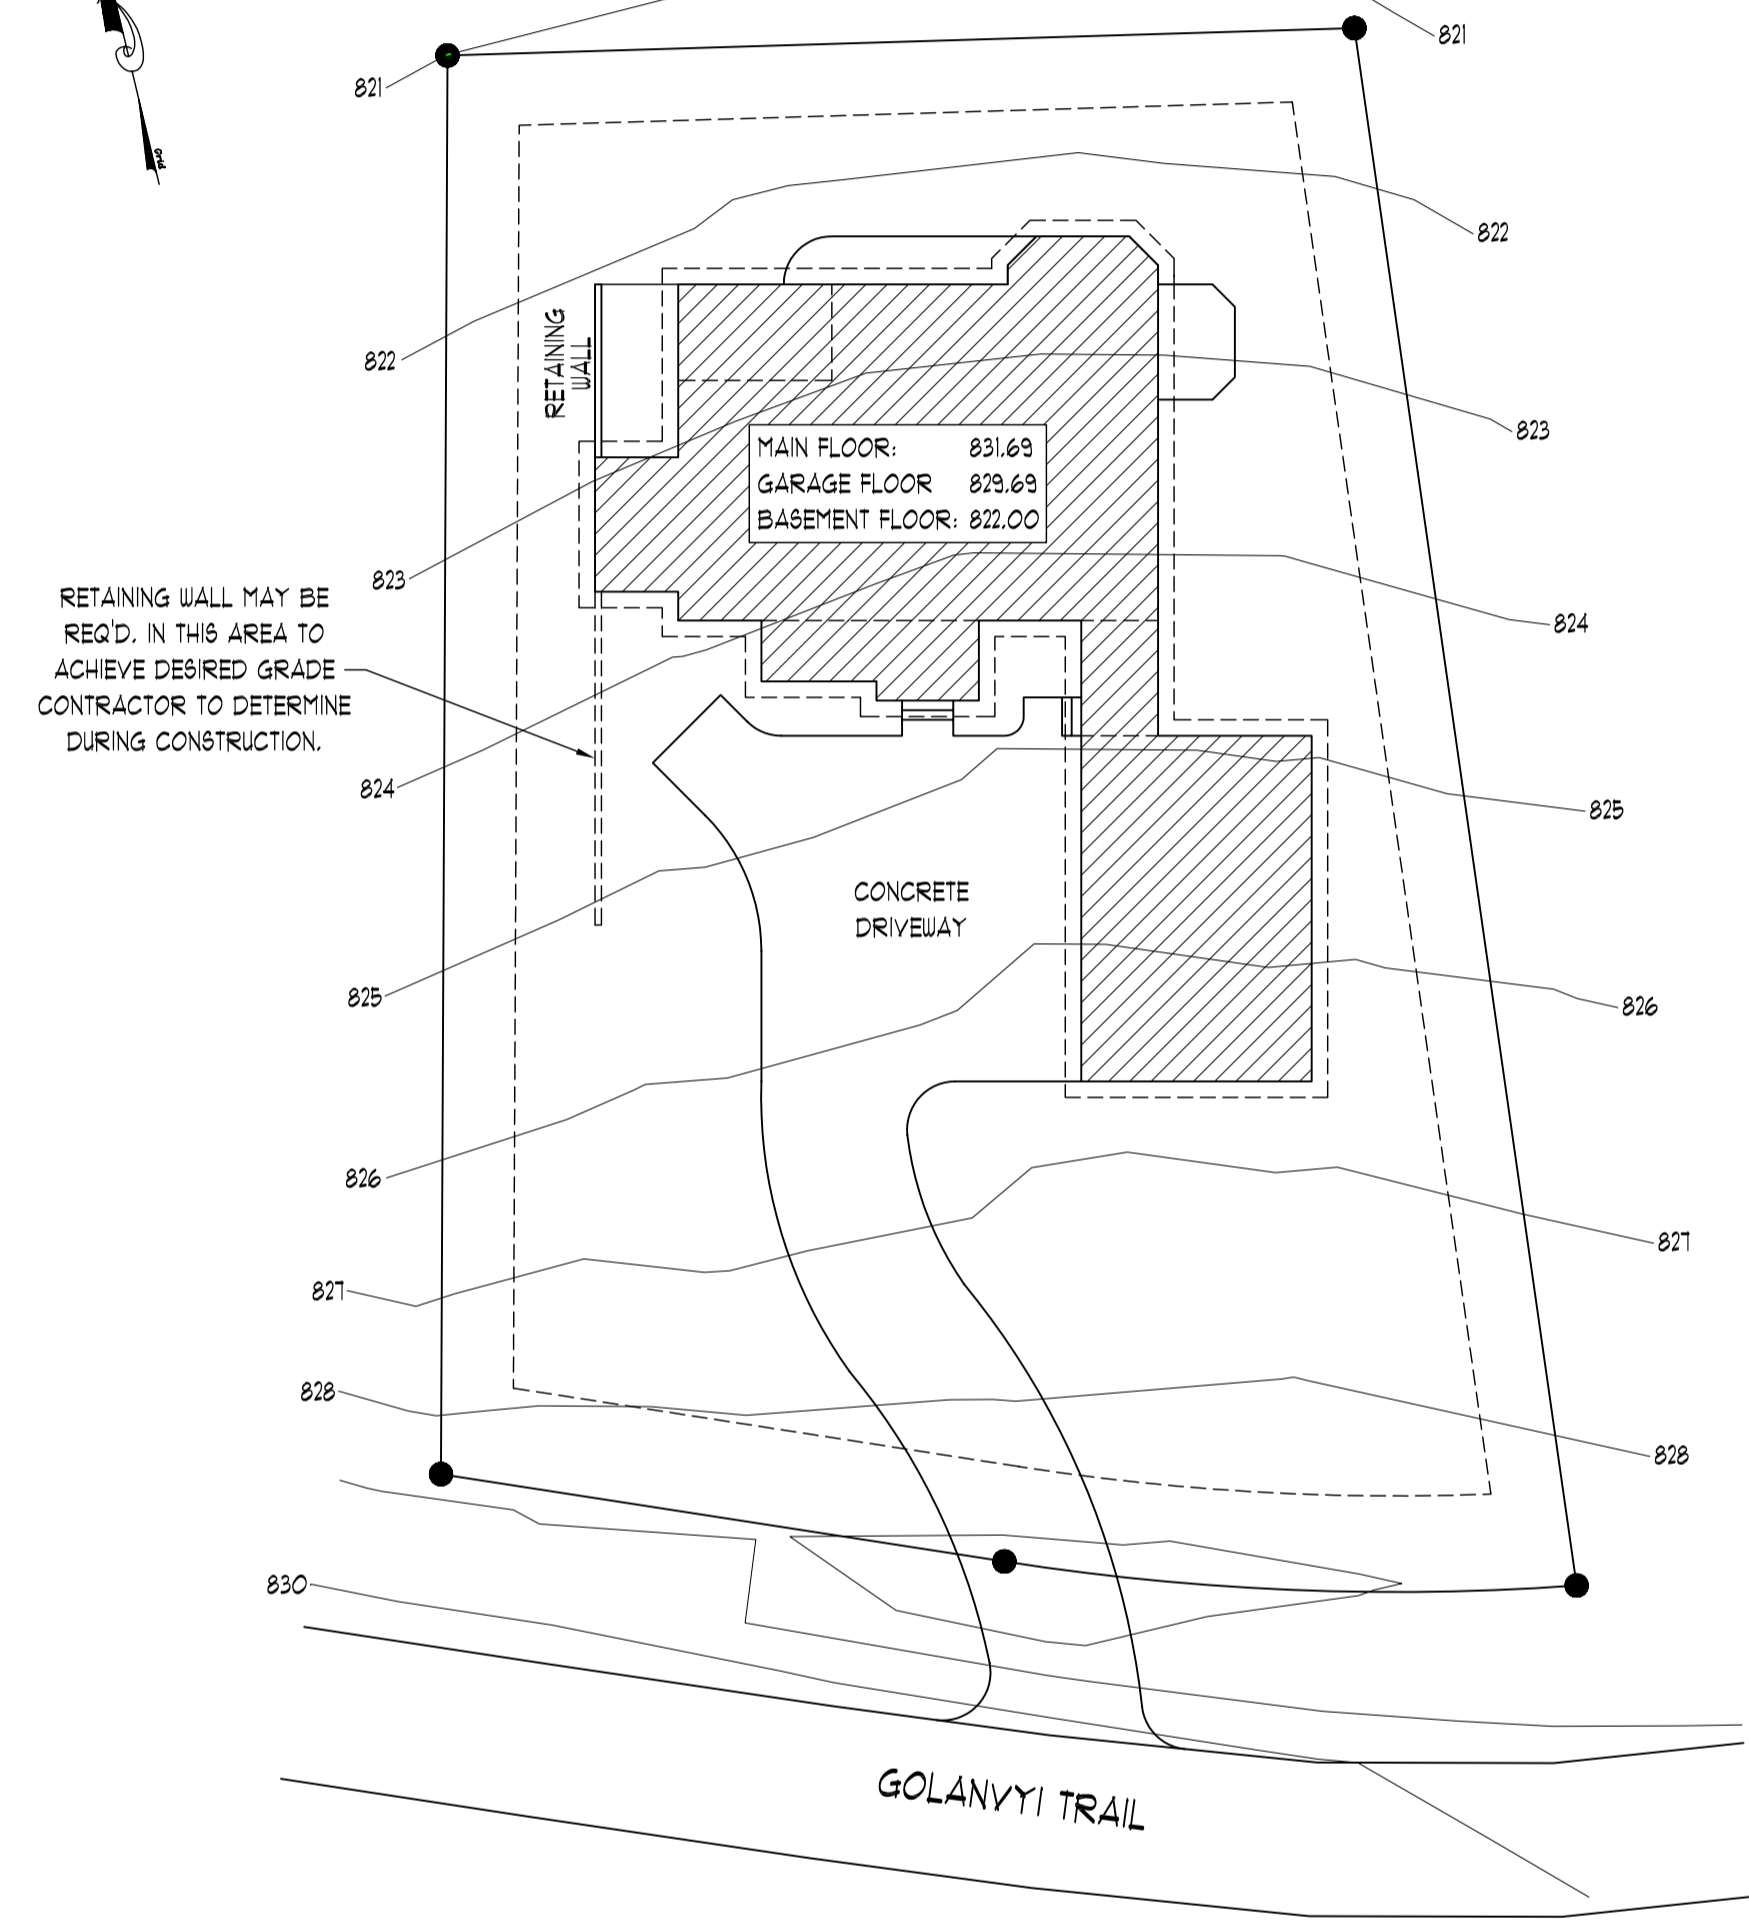 821
821
Grid
822
822
RETAINING
WALL
823
MAIN FLOOR: 831.69
GARAGE FLOOR 829.69
BASEMENT FLOOR: 822.00
823
824
RETAINING WALL MAY BE
REQ'D. IN THIS AREA TO
ACHIEVE DESIRED GRADE
CONTRACTOR TO DETERMINE
DURING CONSTRUCTION.
824
825
CONCRETE
DRIVEWAY
825
826
826
827
827
828
828
830
GOLANVYI TRAIL